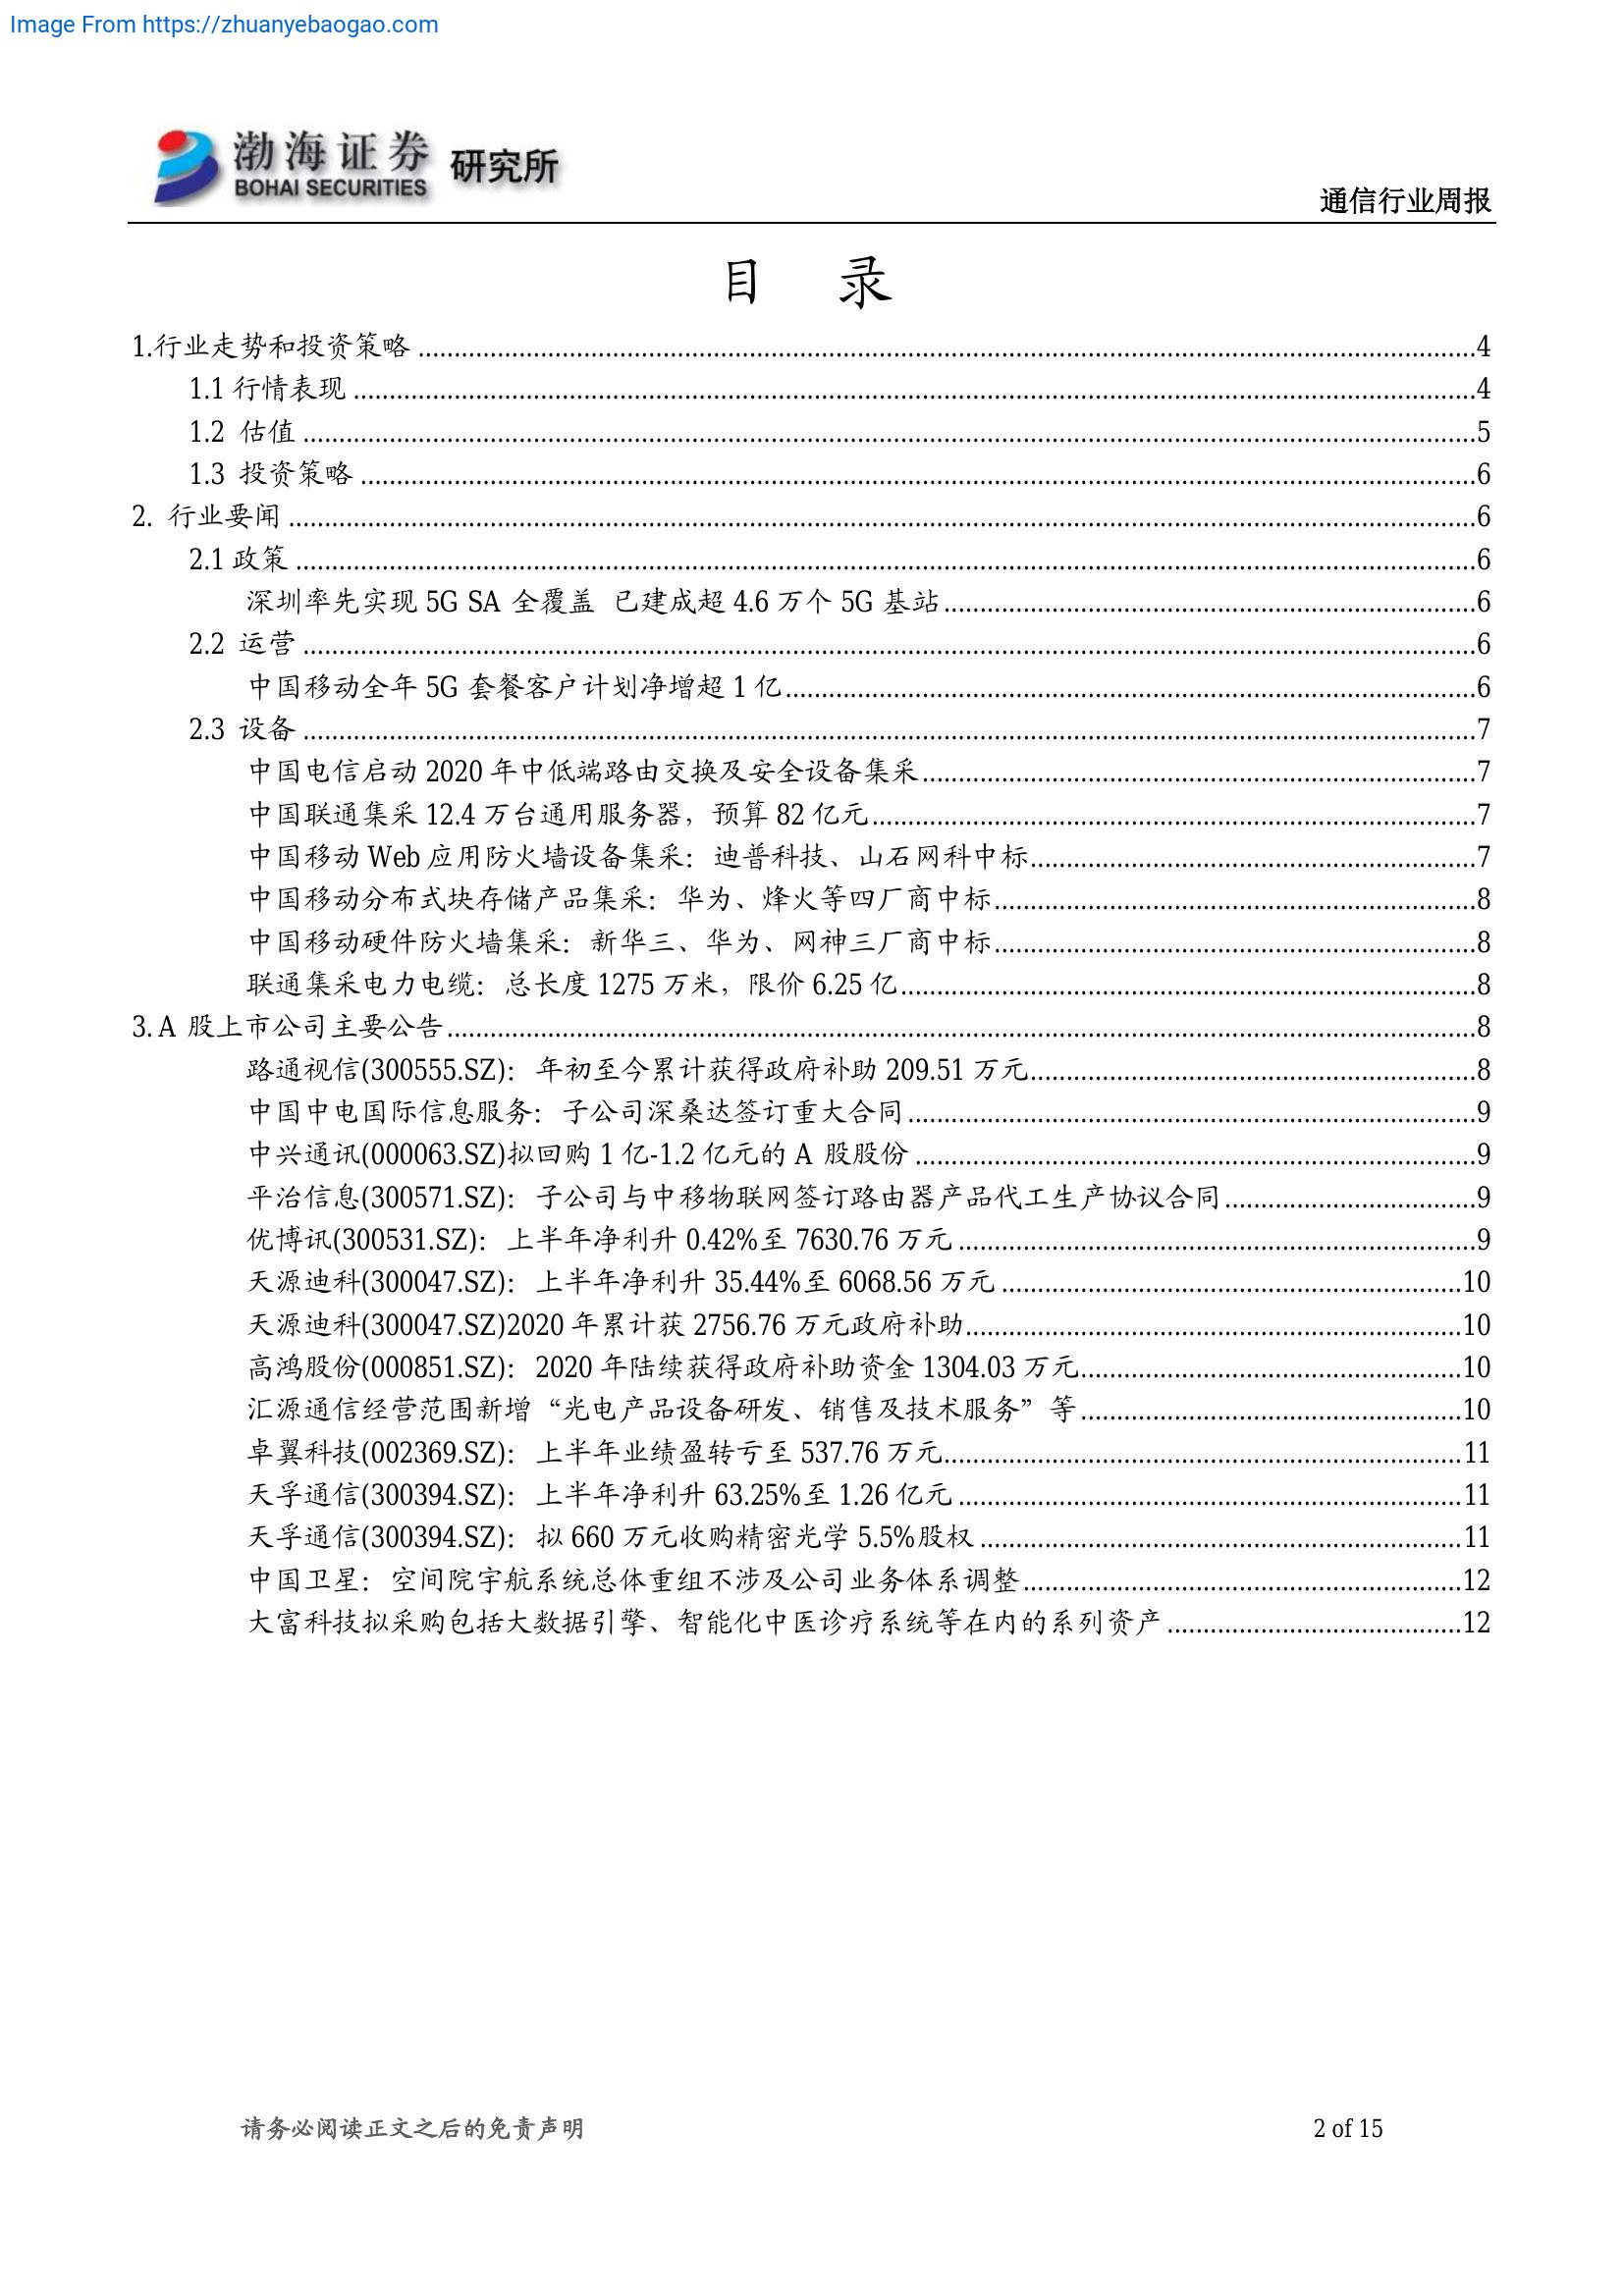 Image From https://zhuanyebaogao.com
渤海证券 研究所
BOHAI SECURITIES
通信行业周报
目 录
1.行业走势和投资策略 ........ 4
1.1 行情表现 ........ 4
1.2 估值 ........ 5
1.3 投资策略 ........ 6
2. 行业要闻 ........ 6
2.1 政策 ........ 6
深圳率先实现 5G SA 全覆盖 已建成超 4.6 万个 5G 基站 ........ 6
2.2 运营 ........ 6
中国移动全年 5G 套餐客户计划净增超 1 亿 ........ 6
2.3 设备 ........ 7
中国电信启动 2020 年中低端路由交换及安全设备集采 ........ 7
中国联通集采 12.4 万台通用服务器，预算 82 亿元 ........ 7
中国移动 Web 应用防火墙设备集采：迪普科技、山石网科中标 ........ 7
中国移动分布式块存储产品集采：华为、烽火等四厂商中标 ........ 8
中国移动硬件防火墙集采：新华三、华为、网神三厂商中标 ........ 8
联通集采电力电缆：总长度 1275 万米，限价 6.25 亿 ........ 8
3. A 股上市公司主要公告 ........ 8
路通视信(300555.SZ)：年初至今累计获得政府补助 209.51 万元 ........ 8
中国中电国际信息服务：子公司深桑达签订重大合同 ........ 9
中兴通讯(000063.SZ)拟回购 1 亿-1.2 亿元的 A 股股份 ........ 9
平治信息(300571.SZ)：子公司与中移物联网签订路由器产品代工生产协议合同 ........ 9
优博讯(300531.SZ)：上半年净利升 0.42%至 7630.76 万元 ........ 9
天源迪科(300047.SZ)：上半年净利升 35.44%至 6068.56 万元 ........ 10
天源迪科(300047.SZ)2020 年累计获 2756.76 万元政府补助 ........ 10
高鸿股份(000851.SZ)：2020 年陆续获得政府补助资金 1304.03 万元 ........ 10
汇源通信经营范围新增“光电产品设备研发、销售及技术服务”等 ........ 10
卓翼科技(002369.SZ)：上半年业绩盈转亏至 537.76 万元 ........ 11
天孚通信(300394.SZ)：上半年净利升 63.25%至 1.26 亿元 ........ 11
天孚通信(300394.SZ)：拟 660 万元收购精密光学 5.5%股权 ........ 11
中国卫星：空间院宇航系统总体重组不涉及公司业务体系调整 ........ 12
大富科技拟采购包括大数据引擎、智能化中医诊疗系统等在内的系列资产 ........ 12
请务必阅读正文之后的免责声明 2 of 15